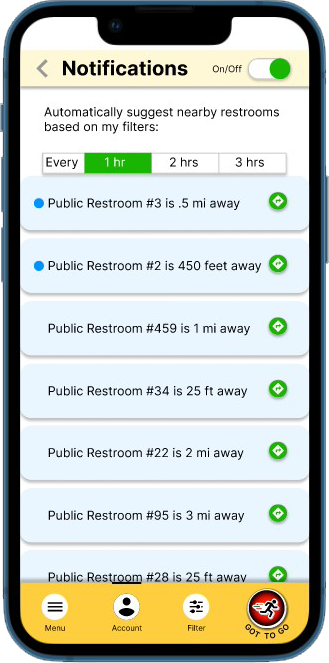 Notifications
On/Off
Automatically suggest nearby restrooms
based on my filters:
Every 1 hr 2 hrs 3 hrs
Public Restroom #3 is .5 mi away
Public Restroom #2 is 450 feet away
Public Restroom #459 is 1 mi away
Public Restroom #34 is 25 ft away
Public Restroom #22 is 2 mi away
Public Restroom #95 is 3 mi away
Public Restroom #28 is 25 ft away
Menu Account Filter GOT TO GO